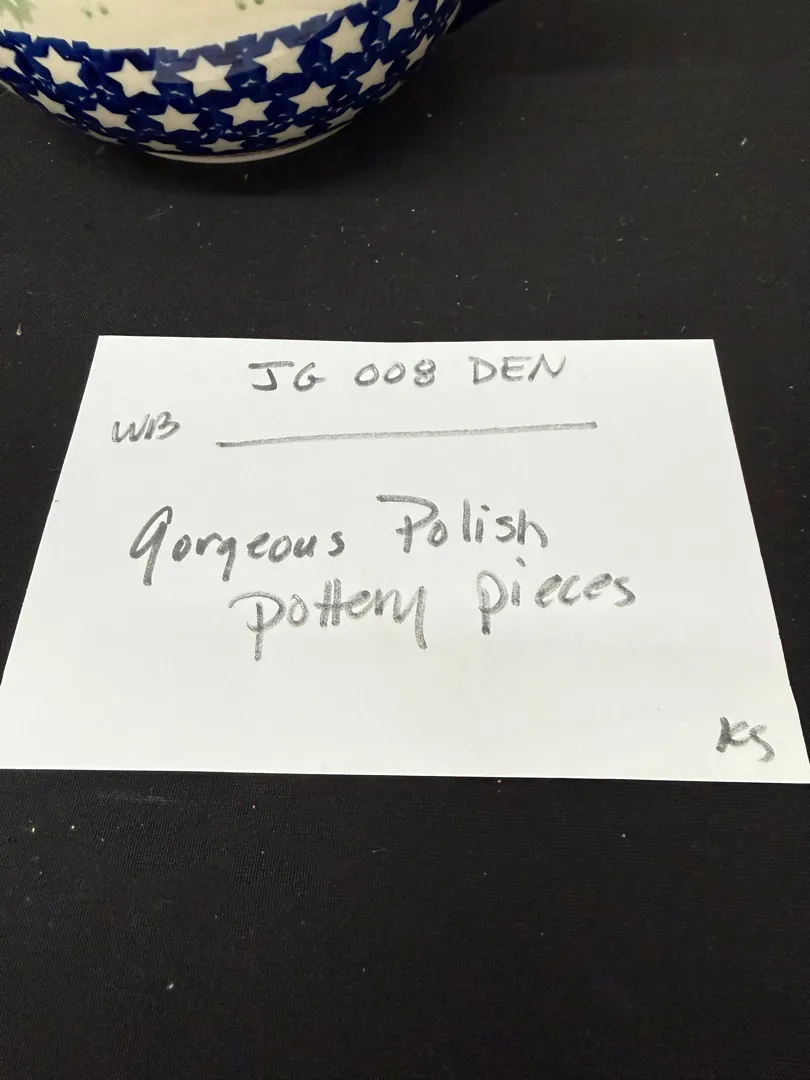 JG 008 DEN
WB
Gorgeous Polish
pottery pieces
KS